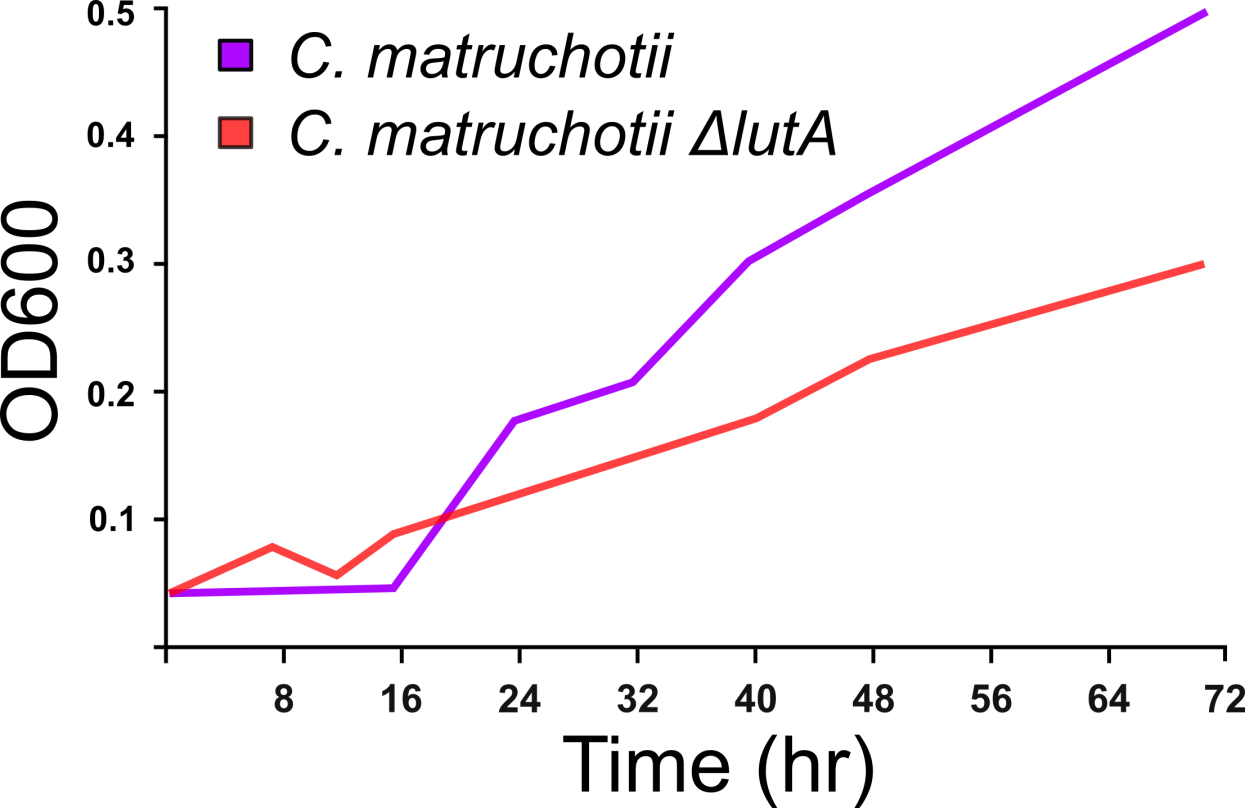 0.5
C. matruchotii
C. matruchotii ΔlutA
0.4
0.3
0.2
0.1
OD600
8 16 24 32 40 48 56 64 72
Time (hr)